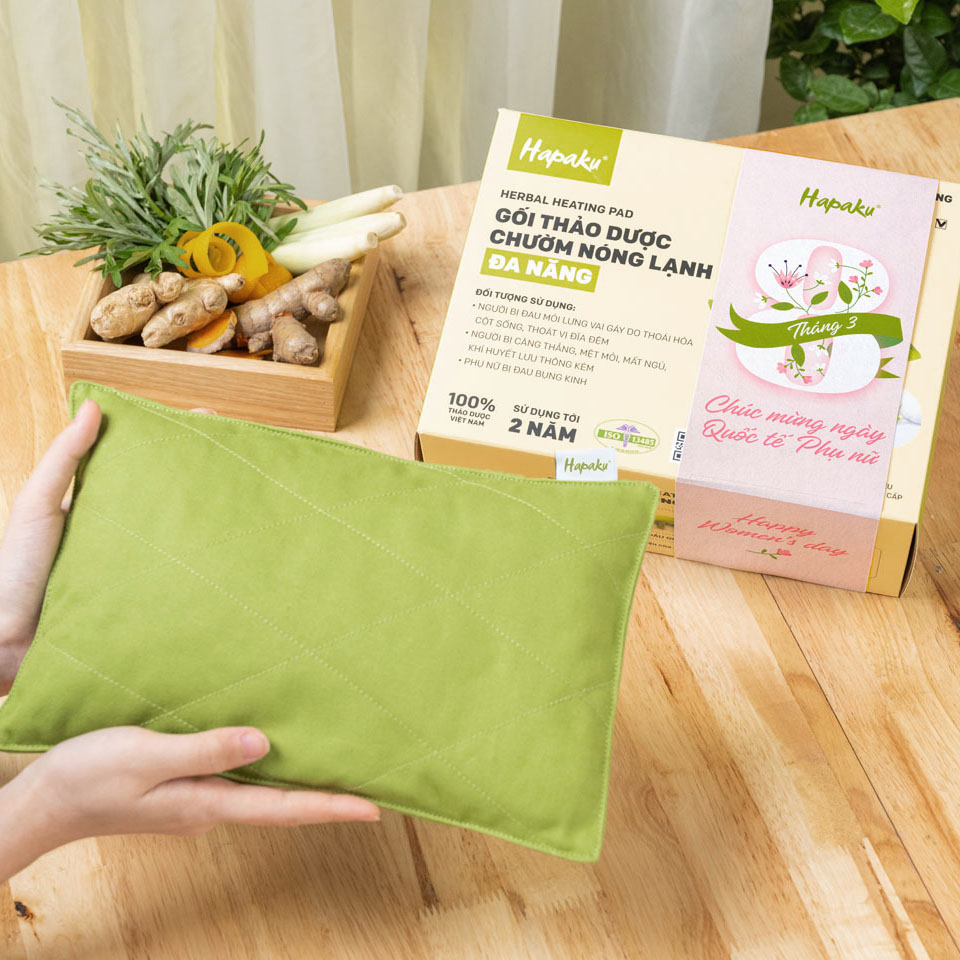 Hapaku
HERBAL HEATING PAD
GỐI THẢO DƯỢC
CHƯỜM NÓNG LẠNH
ĐA NĂNG
ĐỐI TƯỢNG SỬ DỤNG:
• NGƯỜI BỊ ĐAU MỎI LƯNG VAI GÁY DO THOÁI HÓA
CỘT SỐNG, THOÁT VỊ ĐĨA ĐỆM
• NGƯỜI BỊ CĂNG THẲNG, MỆT MỎI, MẤT NGỦ,
KHÍ HUYẾT LƯU THÔNG KÉM
• PHỤ NỮ BỊ ĐAU BỤNG KINH
100%
THẢO DƯỢC
VIỆT NAM
SỬ DỤNG TỚI
2 NĂM
ISO 13485
Hapaku
8
Tháng 3
Chúc mừng ngày
Quốc tế Phụ nữ
Happy
Women's day
Hapaku